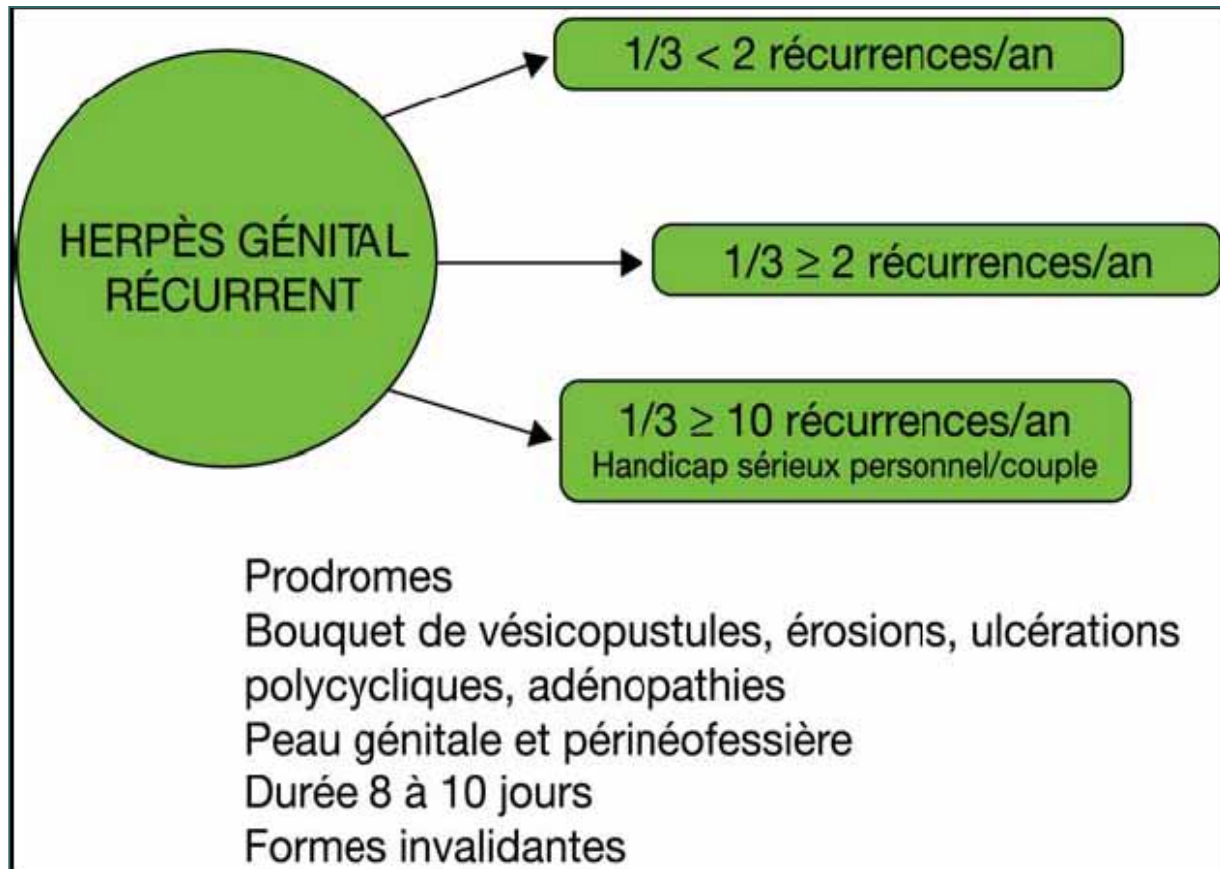 1/3 < 2 récurrences/an
HERPÈS GÉNITAL
RÉCURRENT
1/3 ≥ 2 récurrences/an
1/3 ≥ 10 récurrences/an
Handicap sérieux personnel/couple
Prodromes
Bouquet de vésicopustules, érosions, ulcérations
polycycliques, adénopathies
Peau génitale et périnéofessière
Durée 8 à 10 jours
Formes invalidantes